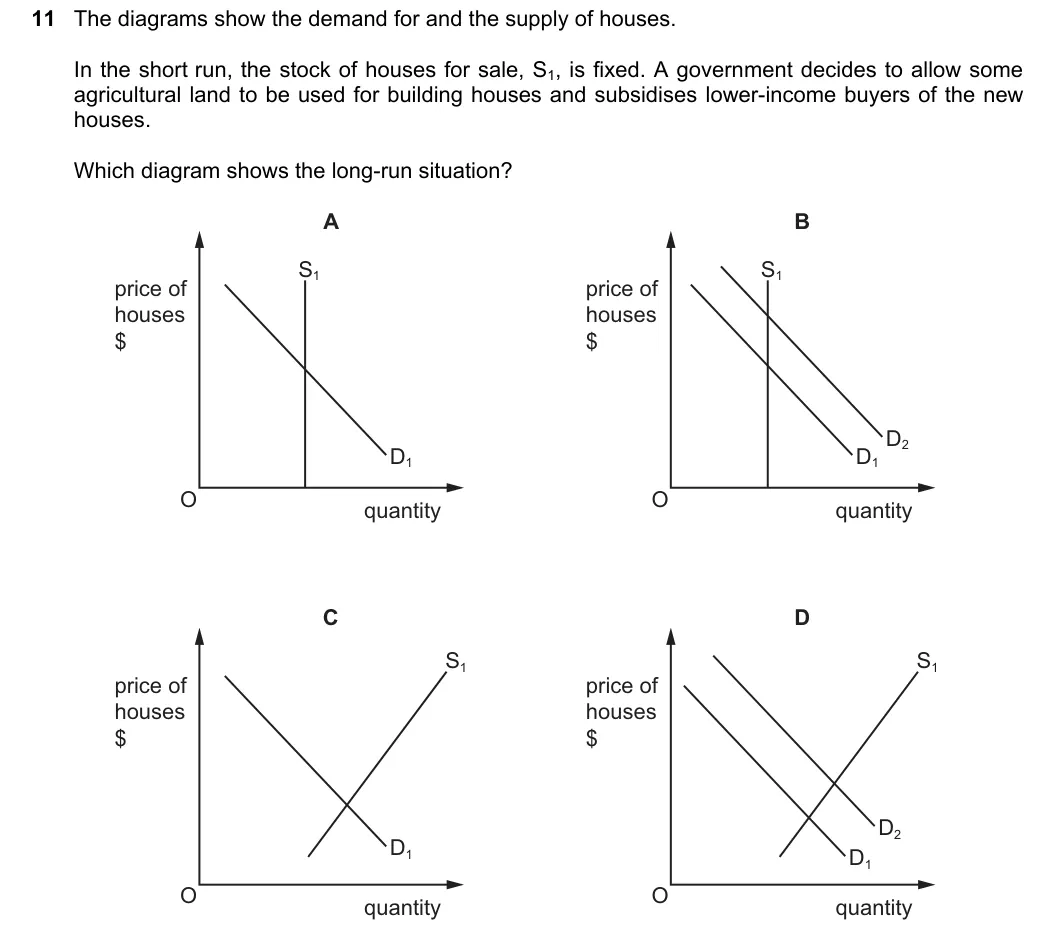 11 The diagrams show the demand for and the supply of houses.
In the short run, the stock of houses for sale, S₁, is fixed. A government decides to allow some
agricultural land to be used for building houses and subsidises lower-income buyers of the new
houses.
Which diagram shows the long-run situation?
A
price of
houses
$
S₁
D₁
O
quantity
B
price of
houses
$
S₁
D₂
D₁
O
quantity
C
price of
houses
$
S₁
D₁
O
quantity
D
price of
houses
$
S₁
D₂
D₁
O
quantity